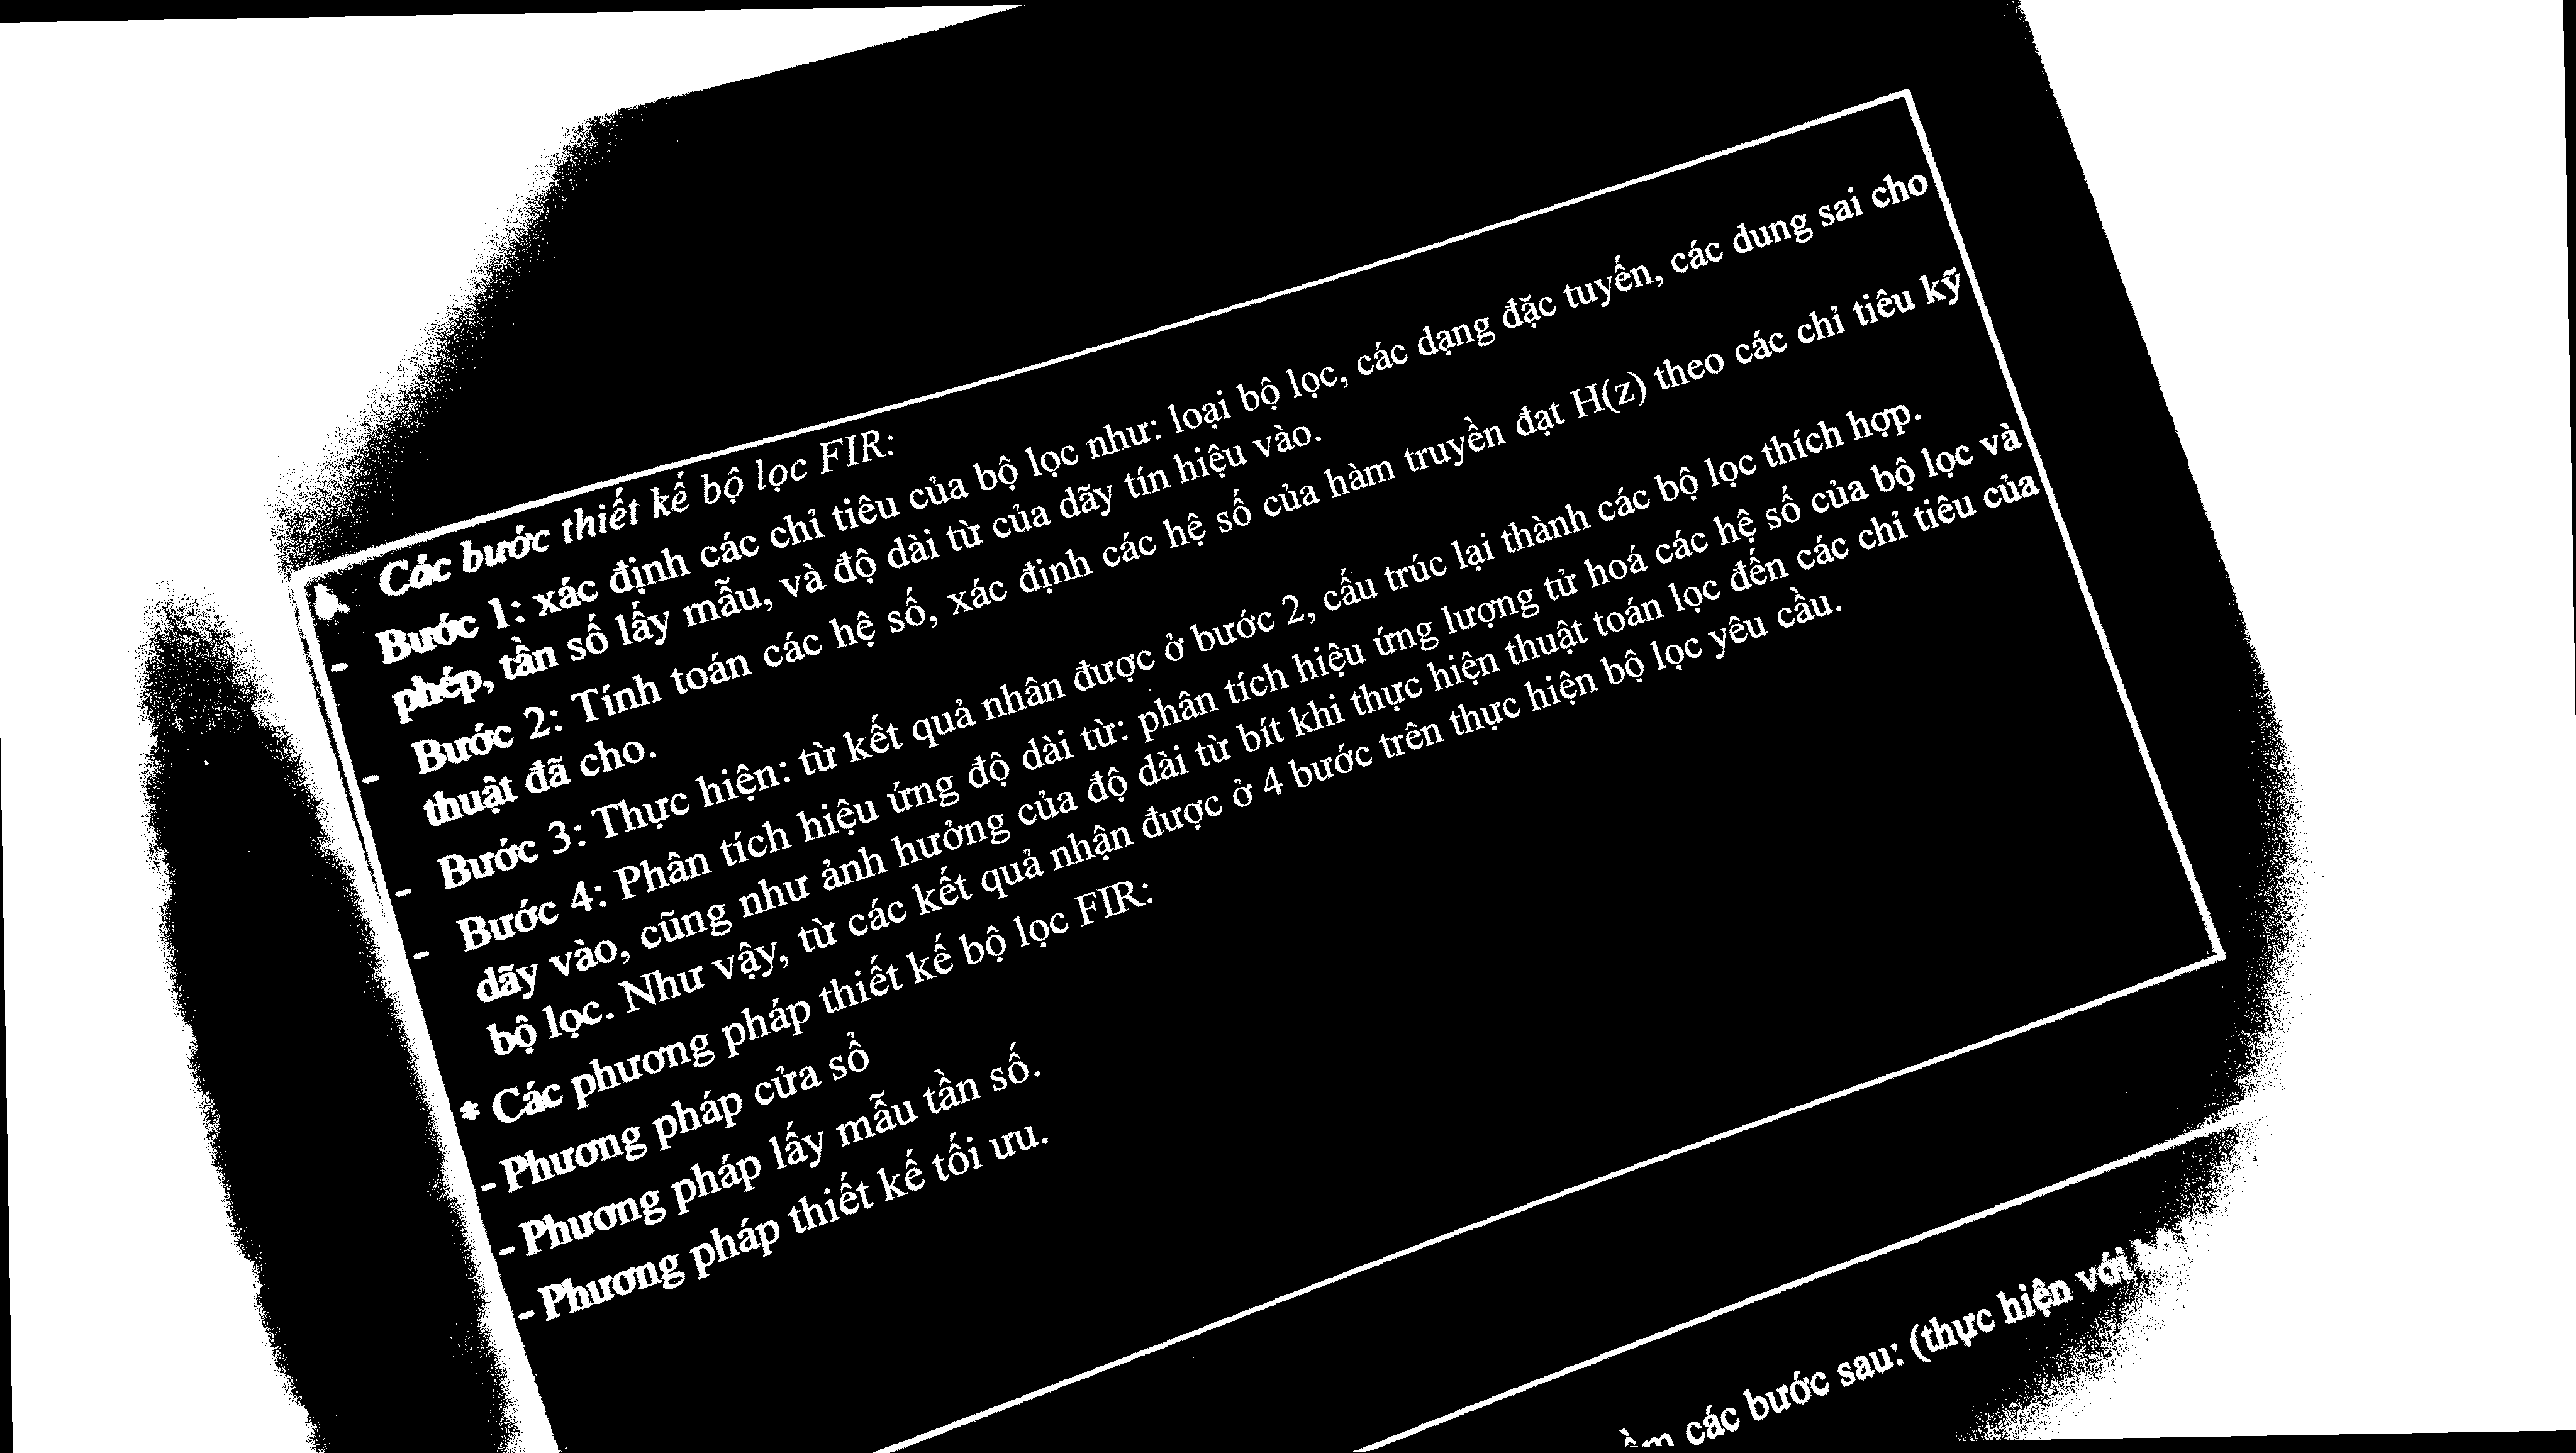 Các bước thiết kế bộ lọc FIR:
- Bước 1: xác định các chỉ tiêu của bộ lọc như: loại bộ lọc, các dạng đặc tuyến, các dung sai cho
phép, tần số lấy mẫu, và độ dài từ của dãy tín hiệu vào.
- Bước 2: Tính toán các hệ số, xác định các hệ số của hàm truyền đạt H(z) theo các chỉ tiêu kỹ
thuật đã cho.
- Bước 3: Thực hiện: từ kết quả nhân được ở bước 2, cấu trúc lại thành các bộ lọc thích hợp.
- Bước 4: Phân tích hiệu ứng độ dài từ: phân tích hiệu ứng lượng tử hoá các hệ số của bộ lọc và
dãy vào, cũng như ảnh hưởng của độ dài từ bít khi thực hiện thuật toán lọc đến các chỉ tiêu của
bộ lọc. Như vậy, từ các kết quả nhận được ở 4 bước trên thực hiện bộ lọc yêu cầu.
* Các phương pháp thiết kế bộ lọc FIR:
- Phương pháp cửa sổ
- Phương pháp lấy mẫu tần số.
- Phương pháp thiết kế tối ưu.
các bước sau: (thực hiện với